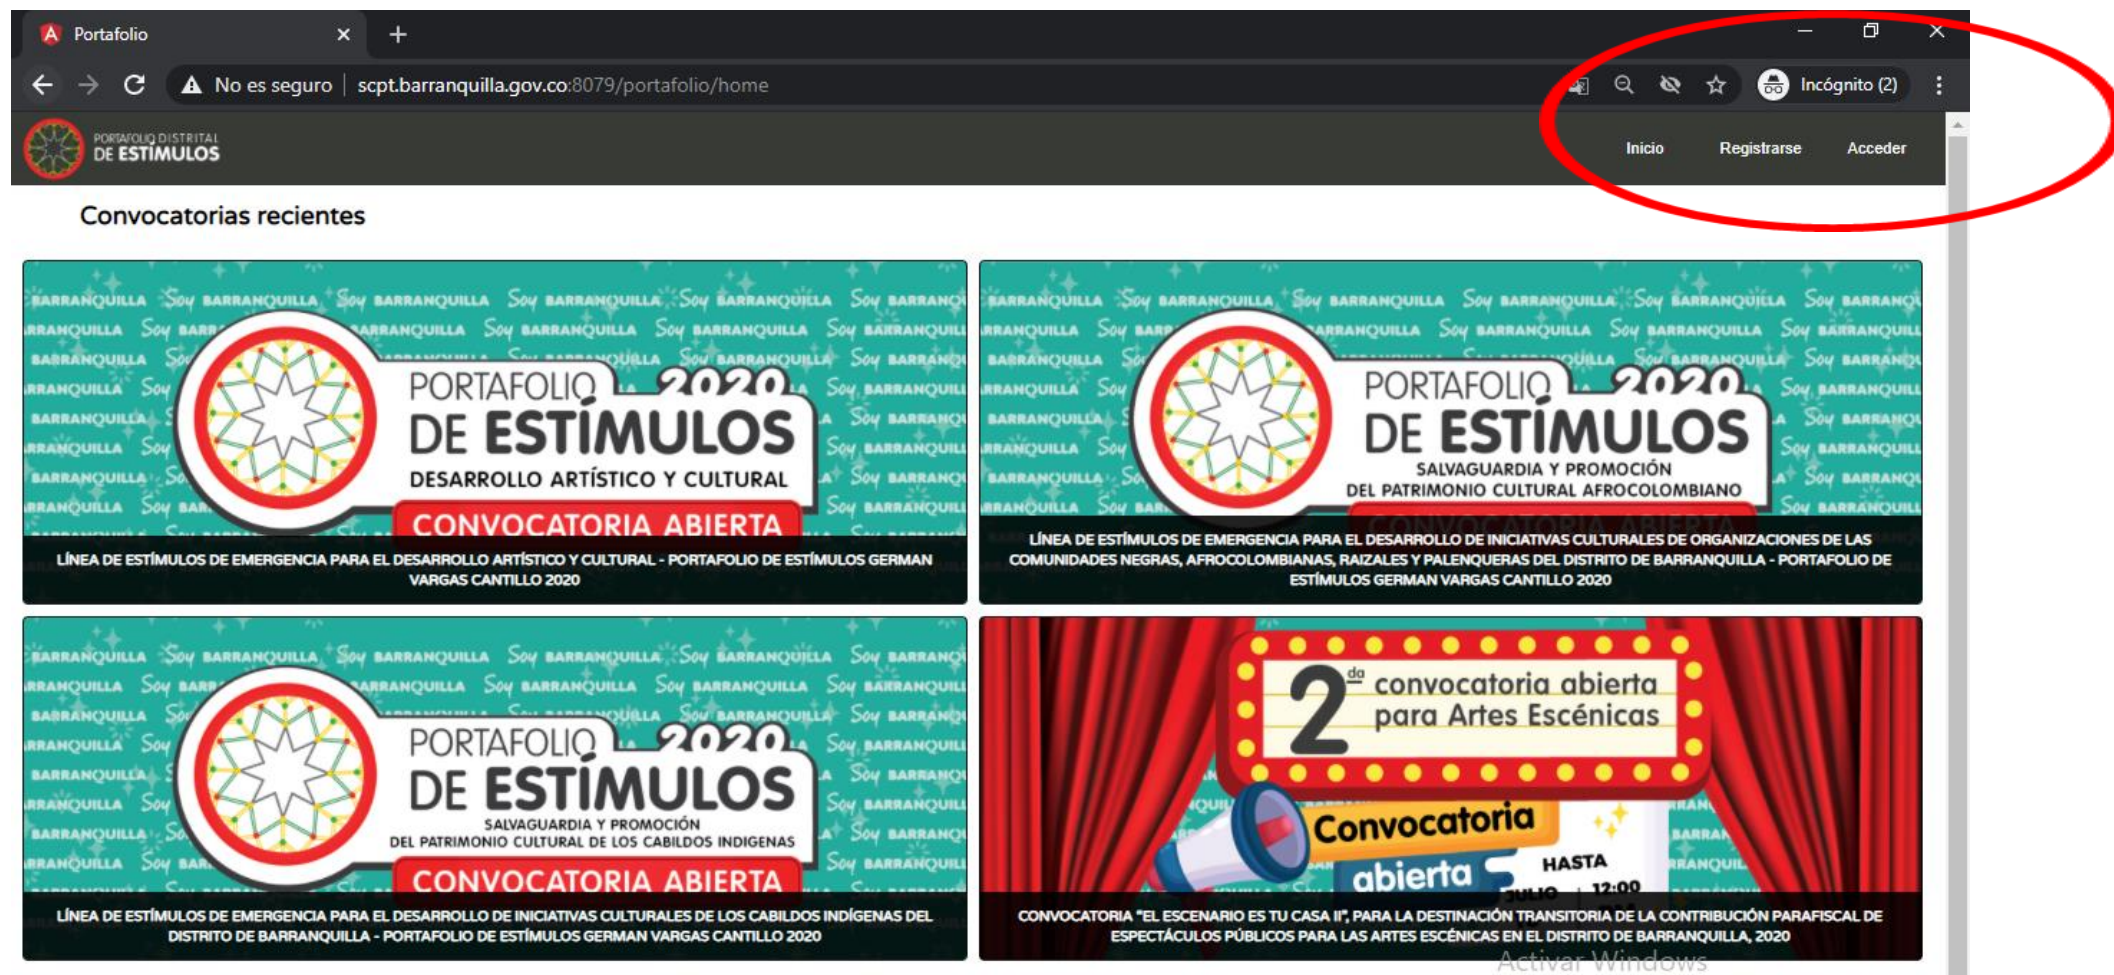 Portafolio
No es seguro scpt.barranquilla.gov.co:8079/portafolio/home
Incógnito (2)
PORTAFOLIO DISTRITAL
DE ESTÍMULOS
Inicio Registrarse Acceder
Convocatorias recientes
PORTAFOLIO 2020
DE ESTÍMULOS
DESARROLLO ARTÍSTICO Y CULTURAL
CONVOCATORIA ABIERTA
LÍNEA DE ESTÍMULOS DE EMERGENCIA PARA EL DESARROLLO ARTÍSTICO Y CULTURAL - PORTAFOLIO DE ESTÍMULOS GERMAN
VARGAS CANTILLO 2020
PORTAFOLIO 2020
DE ESTÍMULOS
SALVAGUARDIA Y PROMOCIÓN
DEL PATRIMONIO CULTURAL AFROCOLOMBIANO
CONVOCATORIA ABIERTA
LÍNEA DE ESTÍMULOS DE EMERGENCIA PARA EL DESARROLLO DE INICIATIVAS CULTURALES DE ORGANIZACIONES DE LAS
COMUNIDADES NEGRAS, AFROCOLOMBIANAS, RAIZALES Y PALENQUERAS DEL DISTRITO DE BARRANQUILLA - PORTAFOLIO DE
ESTÍMULOS GERMAN VARGAS CANTILLO 2020
PORTAFOLIO 2020
DE ESTÍMULOS
SALVAGUARDIA Y PROMOCIÓN
DEL PATRIMONIO CULTURAL DE LOS CABILDOS INDIGENAS
CONVOCATORIA ABIERTA
LÍNEA DE ESTÍMULOS DE EMERGENCIA PARA EL DESARROLLO DE INICIATIVAS CULTURALES DE LOS CABILDOS INDÍGENAS DEL
DISTRITO DE BARRANQUILLA - PORTAFOLIO DE ESTÍMULOS GERMAN VARGAS CANTILLO 2020
2da convocatoria abierta
para Artes Escénicas
Convocatoria
abierta
HASTA
JULIO 12:00
CONVOCATORIA "EL ESCENARIO ES TU CASA II", PARA LA DESTINACIÓN TRANSITORIA DE LA CONTRIBUCIÓN PARAFISCAL DE
ESPECTÁCULOS PÚBLICOS PARA LAS ARTES ESCÉNICAS EN EL DISTRITO DE BARRANQUILLA, 2020
Activar Windows